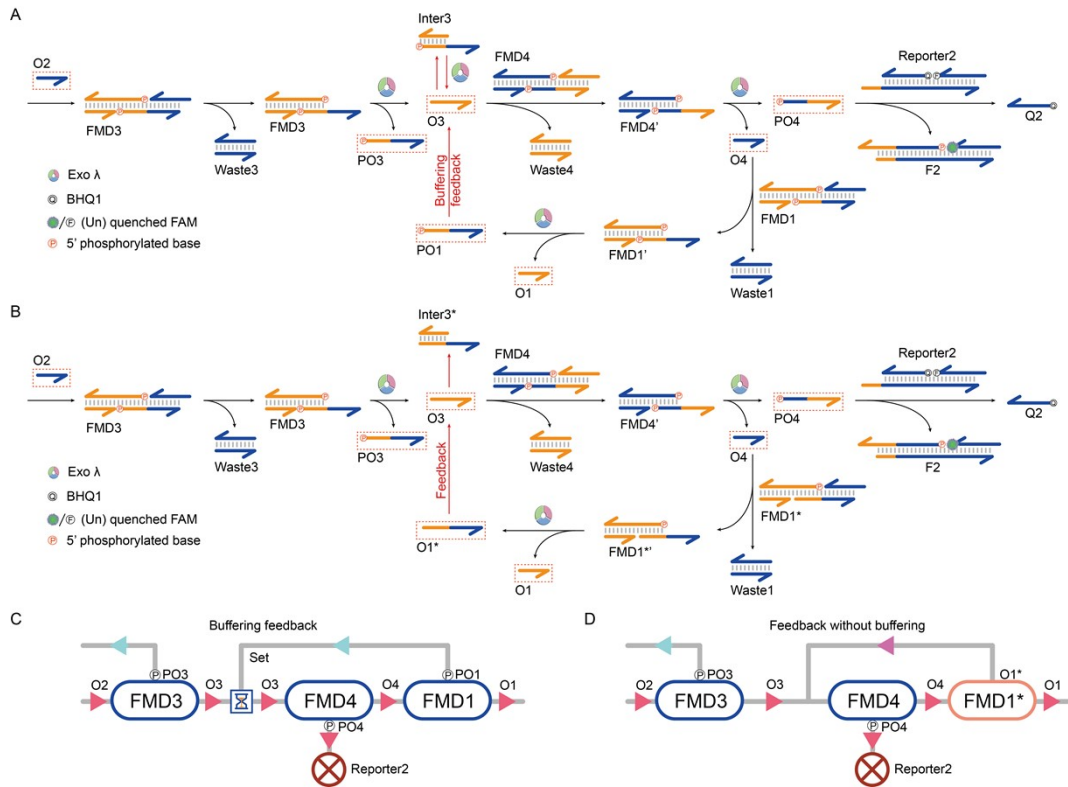 A
Inter3
O2
FMD4
Reporter2
B F
P
FMD3
FMD3
O3
FMD4'
PO4
Q2
Waste3
PO3
Waste4
O4
F2
Exo λ
BHQ1
/F (Un) quenched FAM
P 5' phosphorylated base
Buffering
feedback
FMD1
PO1
FMD1'
O1
Waste1
B
Inter3*
O2
FMD4
Reporter2
FMD3
FMD3
O3
FMD4'
PO4
Q2
Waste3
PO3
Waste4
O4
F2
Exo λ
BHQ1
/F (Un) quenched FAM
P 5' phosphorylated base
Feedback
FMD1*
O1*
FMD1*'
O1
Waste1
C
Buffering feedback
Set
O2
P PO3
O3
O3
O4
P PO1
O1
FMD3
FMD4
FMD1
P PO4
Reporter2
D
Feedback without buffering
O2
P PO3
O3
O4
O1*
O1
FMD3
FMD4
FMD1*
P PO4
Reporter2